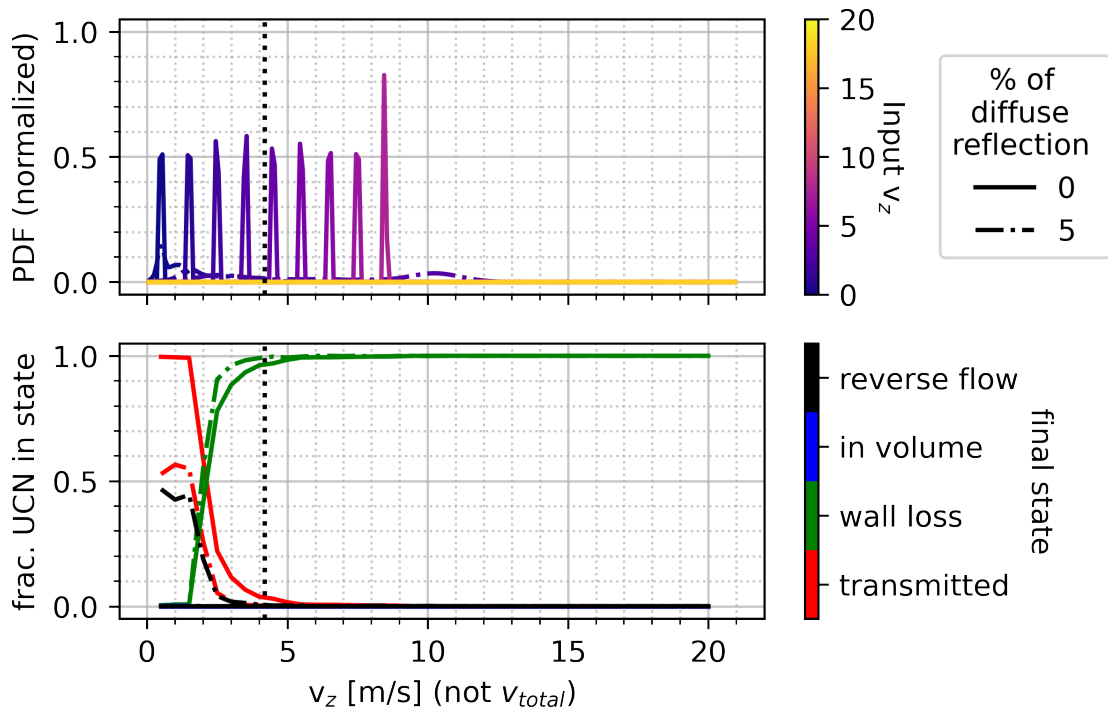 1.0
0.5
0.0
PDF (normalized)
20
15
10
5
0
Input v_z
% of
diffuse
reflection
0
5
1.0
0.5
0.0
frac. UCN in state
0
5
10
15
20
v_z [m/s] (not v_total)
reverse flow
in volume
wall loss
transmitted
final state